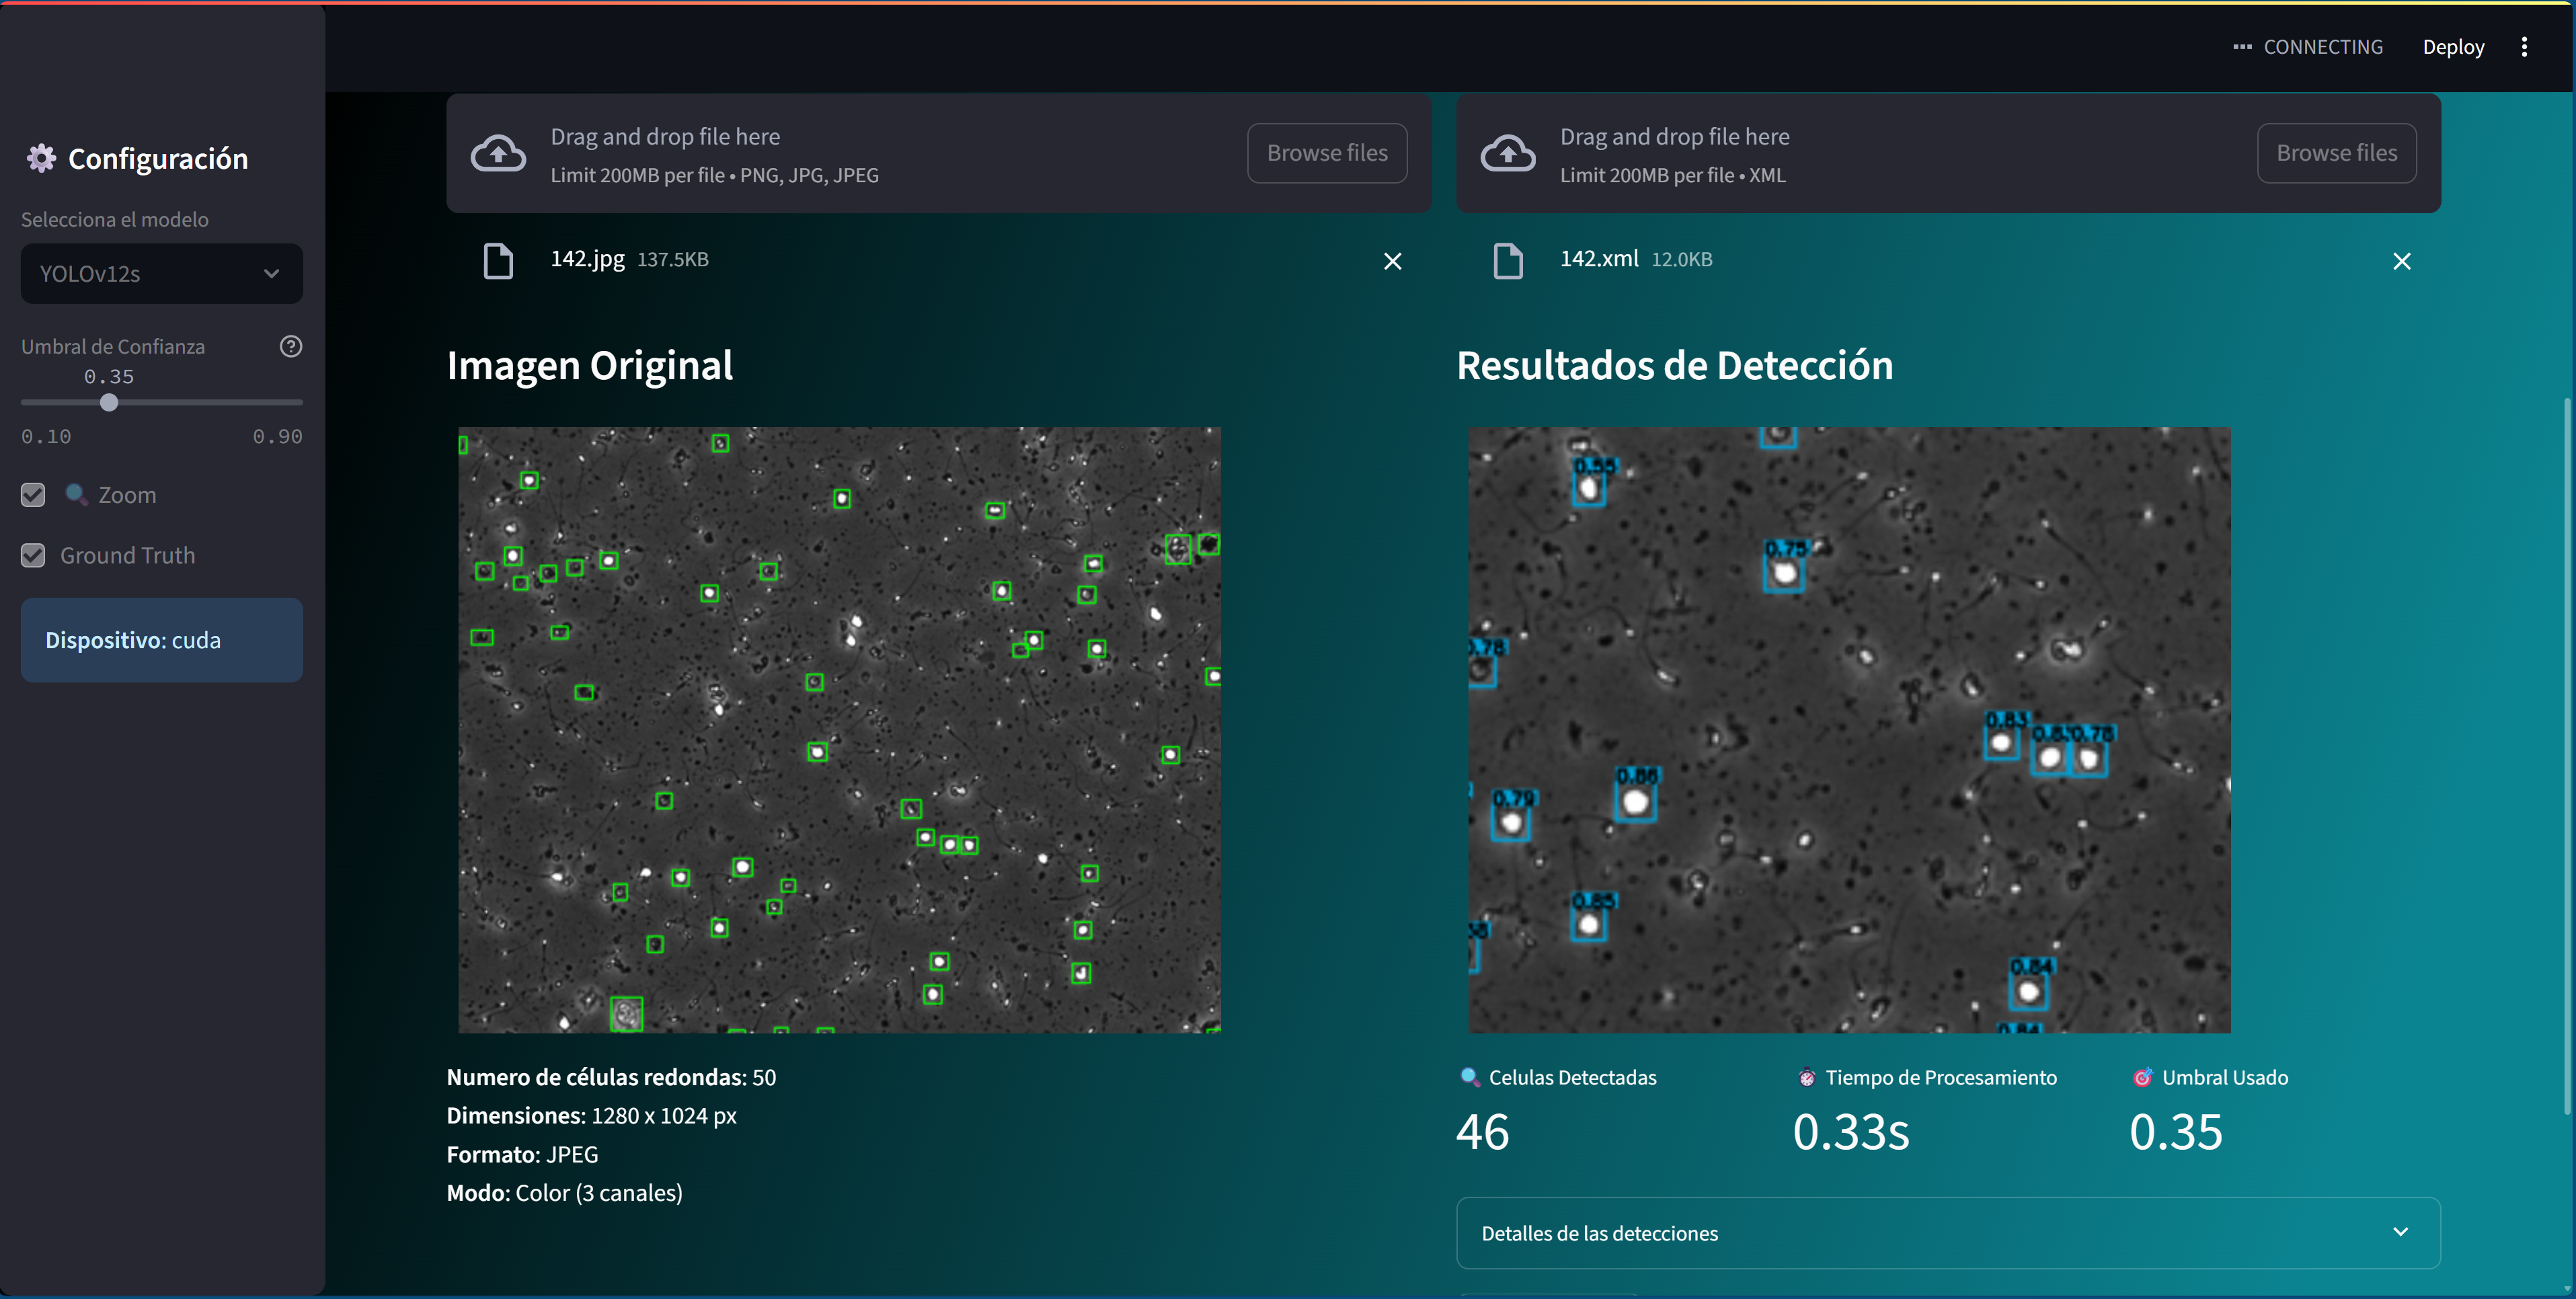 CONNECTING
Deploy
Configuración
Selecciona el modelo
YOLOv12s
Umbral de Confianza
0.35
0.10
0.90
Zoom
Ground Truth
Dispositivo: cuda
Drag and drop file here
Limit 200MB per file • PNG, JPG, JPEG
Browse files
142.jpg 137.5KB
Drag and drop file here
Limit 200MB per file • XML
Browse files
142.xml 12.0KB
Imagen Original
Numero de células redondas: 50
Dimensiones: 1280 x 1024 px
Formato: JPEG
Modo: Color (3 canales)
Resultados de Detección
0.75
0.78
0.83
0.78
0.86
0.79
0.85
0.84
0.84
Celulas Detectadas
46
Tiempo de Procesamiento
0.33s
Umbral Usado
0.35
Detalles de las detecciones